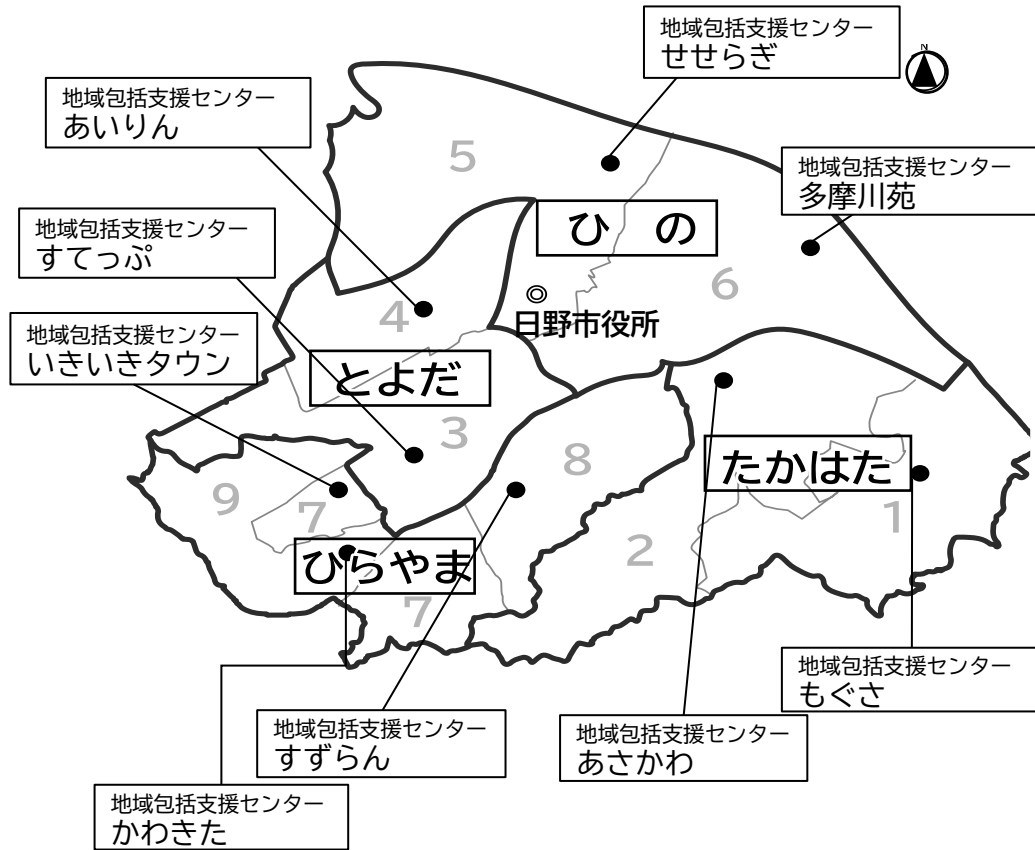 地域包括支援センター
せせらぎ
N
地域包括支援センター
あいりん
5
地域包括支援センター
多摩川苑
地域包括支援センター
すてっぷ
ひ の
6
4
日野市役所
地域包括支援センター
いきいきタウン
とよだ
3
8
たかはた
9
7
1
2
ひらやま
7
地域包括支援センター
もぐさ
地域包括支援センター
すずらん
地域包括支援センター
あさかわ
地域包括支援センター
かわきた